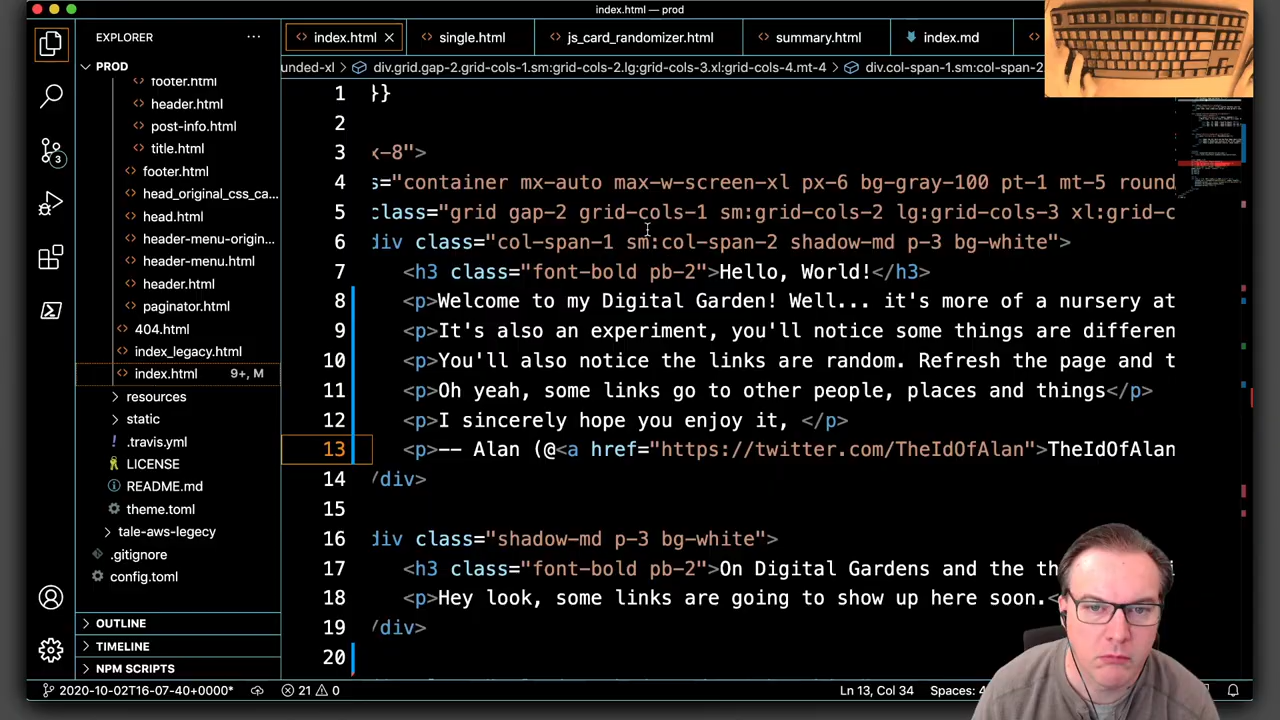 index.html — prod
EXPLORER
PROD
footer.html
header.html
post-info.html
title.html
footer.html
head_original_css_ca...
head.html
header-menu-origin...
header-menu.html
header.html
paginator.html
404.html
index_legacy.html
index.html 9+, M
resources
static
.travis.yml
LICENSE
README.md
theme.toml
tale-aws-legacy
.gitignore
config.toml
OUTLINE
TIMELINE
NPM SCRIPTS
3
index.html single.html js_card_randomizer.html summary.html index.md
unded-xl > div.grid.gap-2.grid-cols-1.sm:grid-cols-2.lg:grid-cols-3.xl:grid-cols-4.mt-4 > div.col-span-1.sm:col-span-2
1 }}
2
3 x-8">
4 s="container mx-auto max-w-screen-xl px-6 bg-gray-100 pt-1 mt-5 round
5 class="grid gap-2 grid-cols-1 sm:grid-cols-2 lg:grid-cols-3 xl:grid-c
6 div class="col-span-1 sm:col-span-2 shadow-md p-3 bg-white">
7 <h3 class="font-bold pb-2">Hello, World!</h3>
8 <p>Welcome to my Digital Garden! Well... it's more of a nursery at
9 <p>It's also an experiment, you'll notice some things are differen
10 <p>You'll also notice the links are random. Refresh the page and t
11 <p>Oh yeah, some links go to other people, places and things</p>
12 <p>I sincerely hope you enjoy it, </p>
13 <p>-- Alan (@<a href="https://twitter.com/TheIdOfAlan">TheIdOfAlan
14 /div>
15
16 div class="shadow-md p-3 bg-white">
17 <h3 class="font-bold pb-2">On Digital Gardens and the th
18 <p>Hey look, some links are going to show up here soon.<
19 /div>
20
2020-10-02T16-07-40+0000* 21 0 Ln 13, Col 34 Spaces: